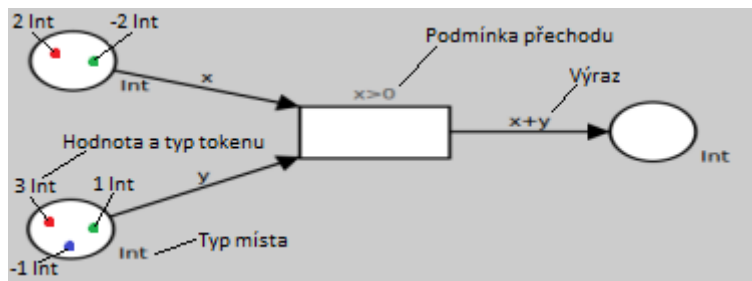 2 Int
-2 Int
Int
x
Podmínka přechodu
x>0
Výraz
x+y
Int
Hodnota a typ tokenu
3 Int
1 Int
y
-1 Int
Int
Typ místa